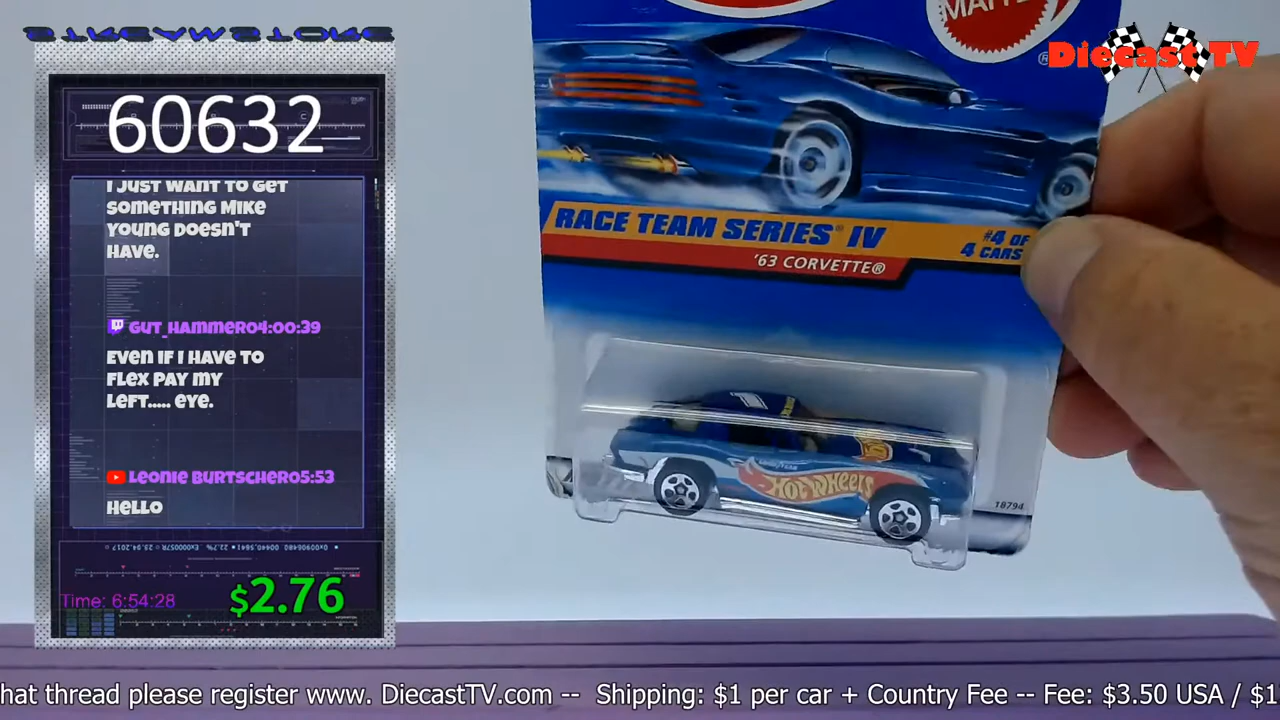 60632
I just want to get
something Mike
Young doesn't
have.
Gut_Hammer04:00:39
Even if I have to
flex pay my
left..... eye.
Leonie Burtscher05:53
Hello
Time: 6:54:28
$2.76
MATTEL
Diecast TV
RACE TEAM SERIES IV
#4 OF
4 CARS
'63 CORVETTE®
1
GOODYEAR
HOT WHEELS
18794
hat thread please register www. DiecastTV.com -- Shipping: $1 per car + Country Fee -- Fee: $3.50 USA / $1